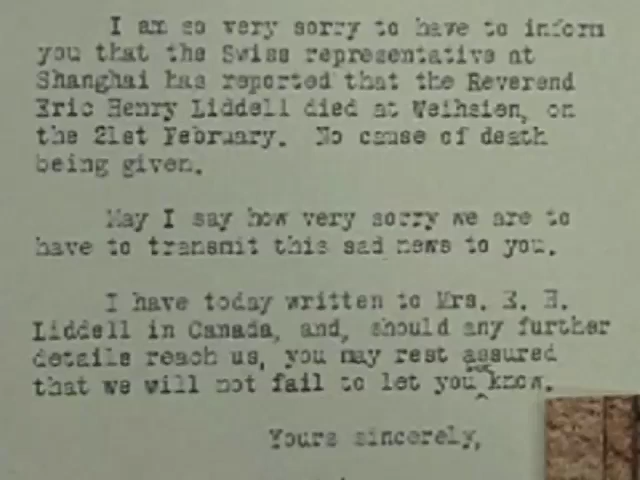 I am so very sorry to have to inform
you that the Swiss representative at
Shanghai has reported that the Reverend
Eric Henry Liddell died at Weihsien, on
the 21st February. No cause of death
being given.
May I say how very sorry we are to
have to transmit this sad news to you.
I have today written to Mrs. E. H.
Liddell in Canada, and, should any further
details reach us, you may rest assured
that we will not fail to let you know.
Yours sincerely,